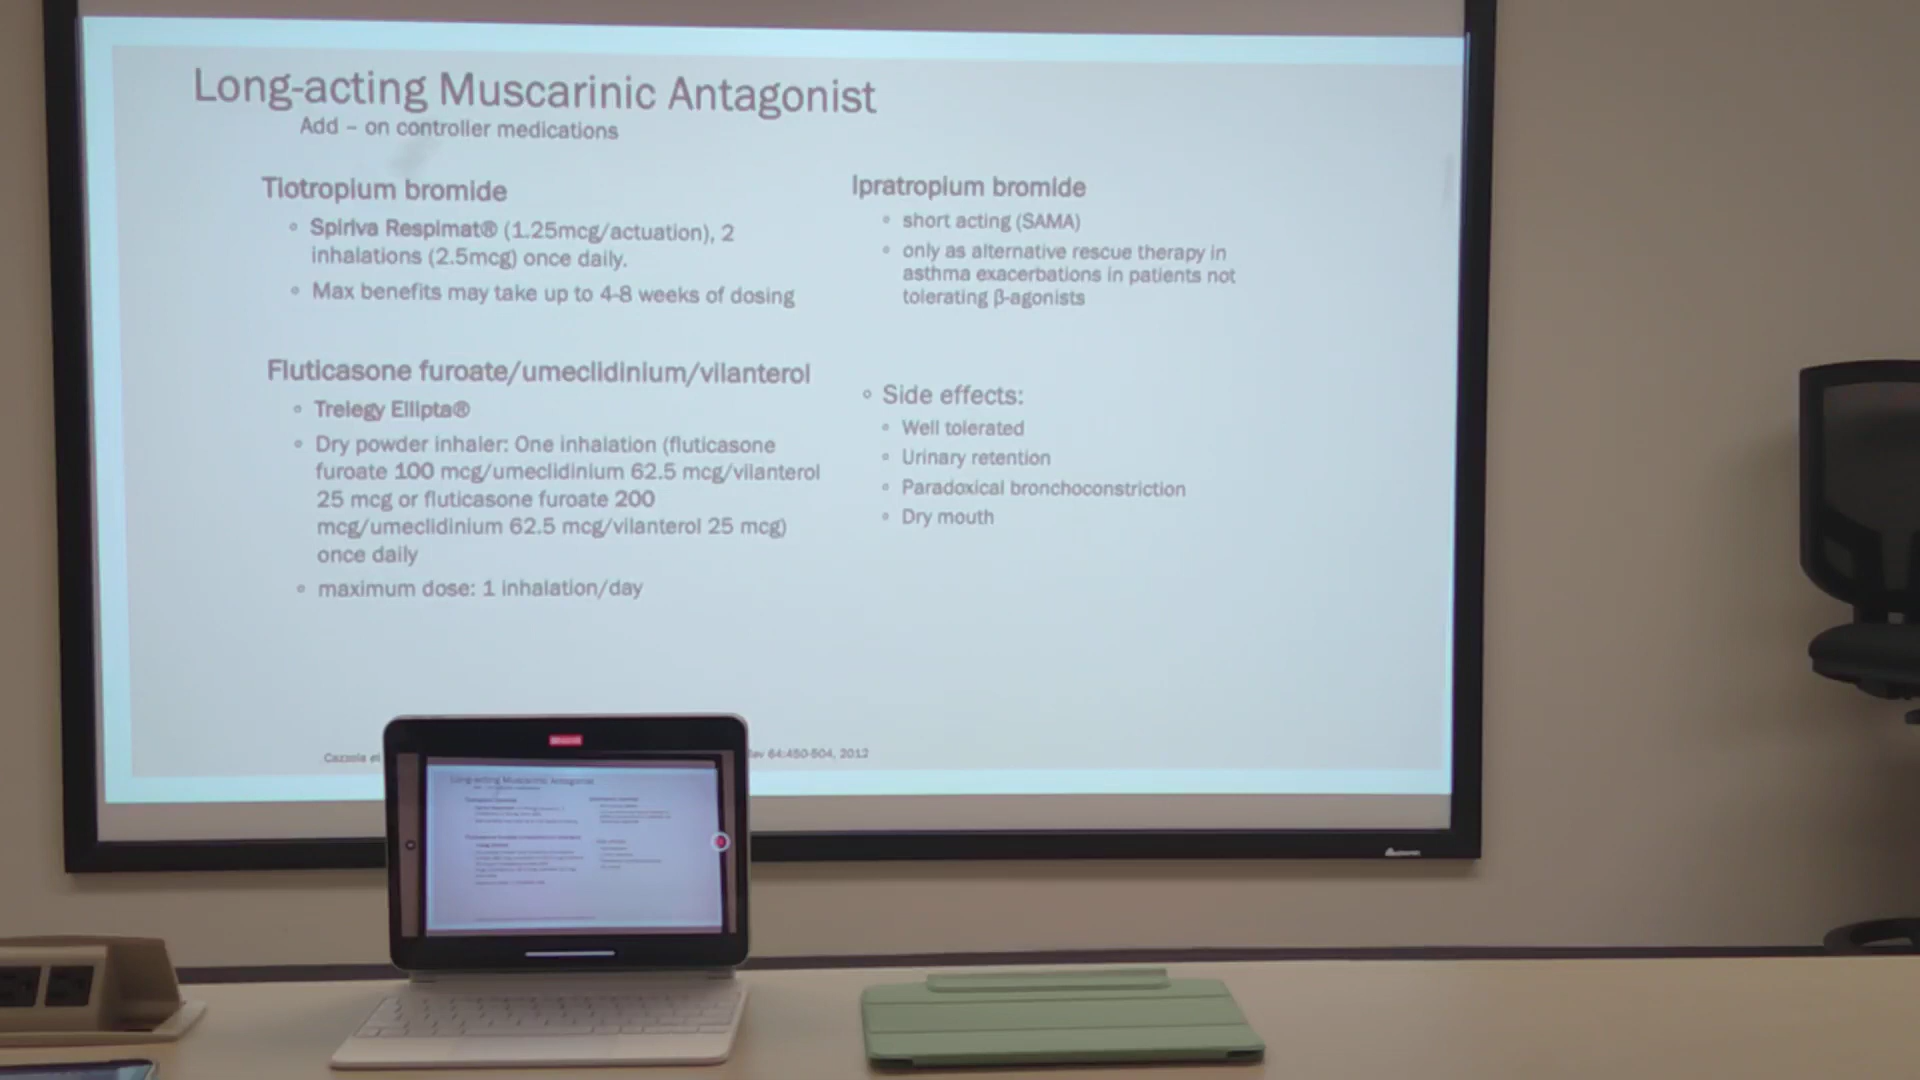 Long-acting Muscarinic Antagonist
Add – on controller medications
Tiotropium bromide
Spiriva Respimat® (1.25mcg/actuation), 2
inhalations (2.5mcg) once daily.
Max benefits may take up to 4-8 weeks of dosing
Fluticasone furoate/umeclidinium/vilanterol
Trelegy Ellipta®
Dry powder inhaler: One inhalation (fluticasone
furoate 100 mcg/umeclidinium 62.5 mcg/vilanterol
25 mcg or fluticasone furoate 200
mcg/umeclidinium 62.5 mcg/vilanterol 25 mcg)
once daily
maximum dose: 1 inhalation/day
Ipratropium bromide
short acting (SAMA)
only as alternative rescue therapy in
asthma exacerbations in patients not
tolerating β-agonists
Side effects:
Well tolerated
Urinary retention
Paradoxical bronchoconstriction
Dry mouth
Cazzola et 64:450-504, 2012
Long-acting Muscarinic Antagonist